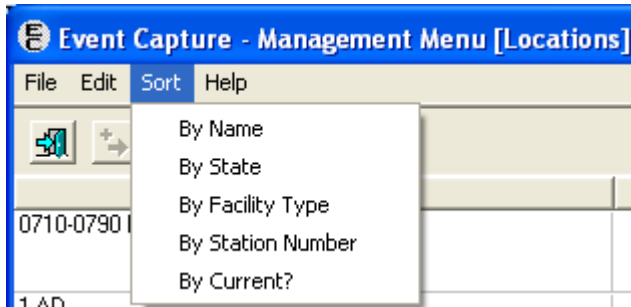 Event Capture - Management Menu [Locations]
File Edit Sort Help
By Name
By State
By Facility Type
0710-0790
By Station Number
By Current?
1 AD